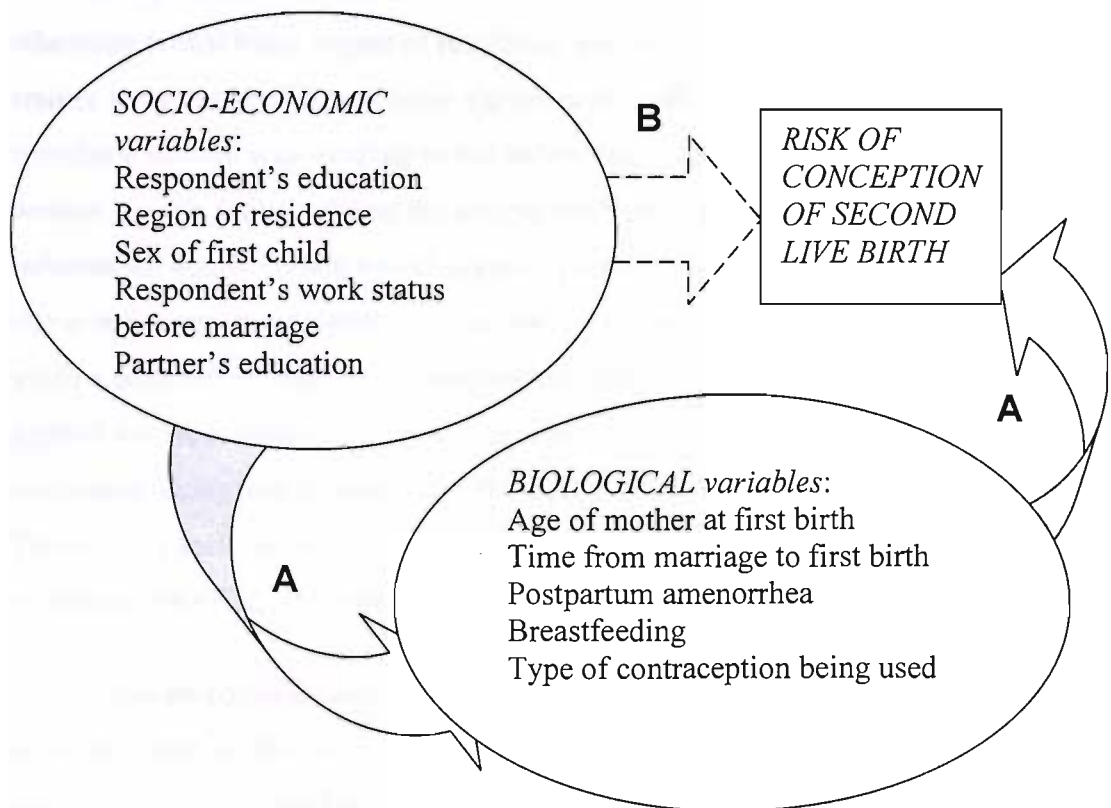 SOCIO-ECONOMIC
variables:
Respondent’s education
Region of residence
Sex of first child
Respondent’s work status
before marriage
Partner’s education
B
RISK OF
CONCEPTION
OF SECOND
LIVE BIRTH
A
A
BIOLOGICAL variables:
Age of mother at first birth
Time from marriage to first birth
Postpartum amenorrhea
Breastfeeding
Type of contraception being used